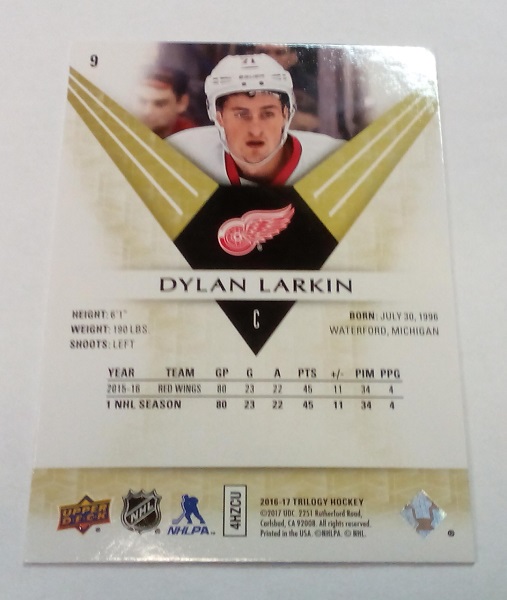 9
21
DYLAN LARKIN
C
HEIGHT: 6'1"
WEIGHT: 190 LBS.
SHOOTS: LEFT
BORN: JULY 30, 1996
WATERFORD, MICHIGAN
YEAR TEAM GP G A PTS +/- PIM PPG
2015-16 RED WINGS 80 23 22 45 11 34 4
1 NHL SEASON 80 23 22 45 11 34 4
UPPER DECK
NHL
NHLPA
4HZCU
2016-17 TRILOGY HOCKEY
©2017 UDC. 2251 Rutherford Road,
Carlsbad, CA 92008. All rights reserved.
Printed in the USA. ©NHLPA. © NHL.